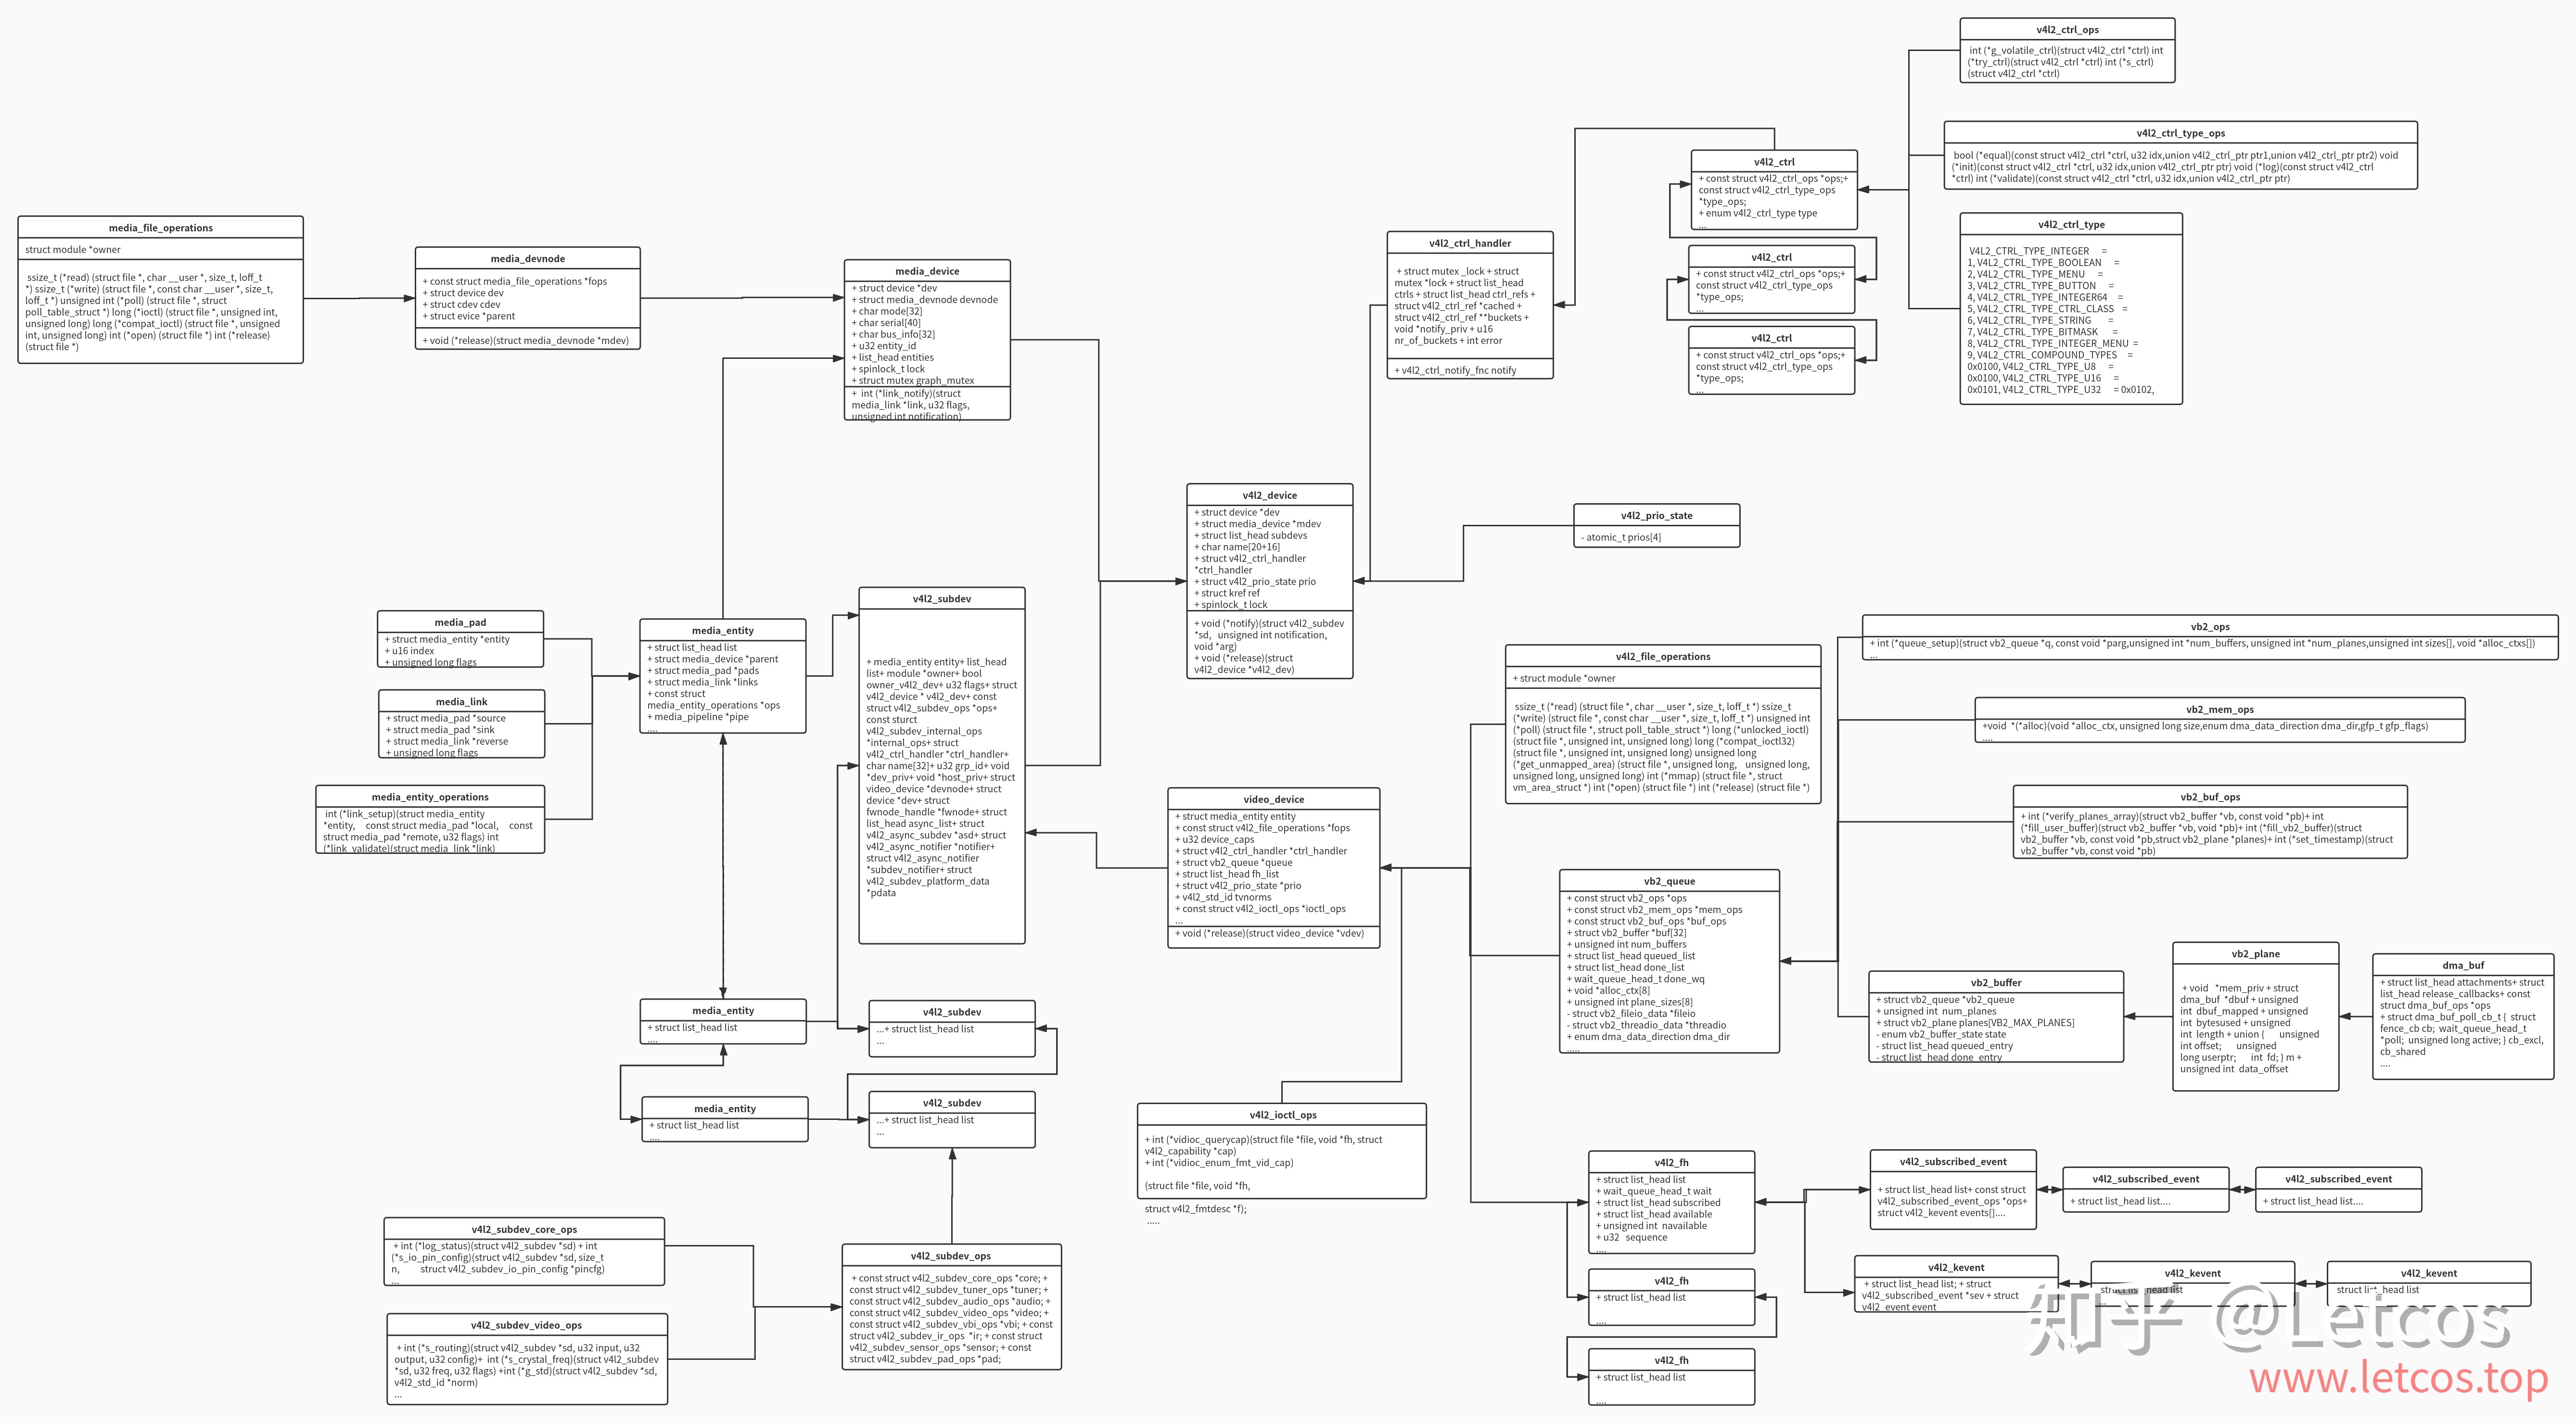 v4l2_ctrl_ops
int (*g_volatile_ctrl)(struct v4l2_ctrl *ctrl) int
(*try_ctrl)(struct v4l2_ctrl *ctrl) int (*s_ctrl)
(struct v4l2_ctrl *ctrl)
v4l2_ctrl_type_ops
bool (*equal)(const struct v4l2_ctrl *ctrl, u32 idx,union v4l2_ctrl_ptr ptr1,union v4l2_ctrl_ptr ptr2) void
(*init)(const struct v4l2_ctrl *ctrl, u32 idx,union v4l2_ctrl_ptr ptr) void (*log)(const struct v4l2_ctrl
*ctrl) int (*validate)(const struct v4l2_ctrl *ctrl, u32 idx,union v4l2_ctrl_ptr ptr)
v4l2_ctrl
+ const struct v4l2_ctrl_ops *ops;+
const struct v4l2_ctrl_type_ops
*type_ops;
+ enum v4l2_ctrl_type type
...
v4l2_ctrl
+ const struct v4l2_ctrl_ops *ops;+
const struct v4l2_ctrl_type_ops
*type_ops;
...
v4l2_ctrl
+ const struct v4l2_ctrl_ops *ops;+
const struct v4l2_ctrl_type_ops
*type_ops;
...
v4l2_ctrl_type
V4L2_CTRL_TYPE_INTEGER =
1, V4L2_CTRL_TYPE_BOOLEAN =
2, V4L2_CTRL_TYPE_MENU =
3, V4L2_CTRL_TYPE_BUTTON =
4, V4L2_CTRL_TYPE_INTEGER64 =
5, V4L2_CTRL_TYPE_CTRL_CLASS =
6, V4L2_CTRL_TYPE_STRING =
7, V4L2_CTRL_TYPE_BITMASK =
8, V4L2_CTRL_TYPE_INTEGER_MENU =
9, V4L2_CTRL_COMPOUND_TYPES =
0x0100, V4L2_CTRL_TYPE_U8 =
0x0100, V4L2_CTRL_TYPE_U16 =
0x0101, V4L2_CTRL_TYPE_U32 = 0x0102,
media_file_operations
struct module *owner
ssize_t (*read) (struct file *, char __user *, size_t, loff_t
*) ssize_t (*write) (struct file *, const char __user *, size_t,
loff_t *) unsigned int (*poll) (struct file *, struct
poll_table_struct *) long (*ioctl) (struct file *, unsigned int,
unsigned long) long (*compat_ioctl) (struct file *, unsigned
int, unsigned long) int (*open) (struct file *) int (*release)
(struct file *)
media_devnode
+ const struct media_file_operations *fops
+ struct device dev
+ struct cdev cdev
+ struct evice *parent
+ void (*release)(struct media_devnode *mdev)
media_device
+ struct device *dev
+ struct media_devnode devnode
+ char mode[32]
+ char serial[40]
+ char bus_info[32]
+ u32 entity_id
+ list_head entities
+ spinlock_t lock
+ struct mutex graph_mutex
+ int (*link_notify)(struct
media_link *link, u32 flags,
unsigned int notification)
v4l2_ctrl_handler
+ struct mutex _lock + struct
mutex *lock + struct list_head
ctrls + struct list_head ctrl_refs +
struct v4l2_ctrl_ref *cached +
struct v4l2_ctrl_ref **buckets +
void *notify_priv + u16
nr_of_buckets + int error
+ v4l2_ctrl_notify_fnc notify
v4l2_device
+ struct device *dev
+ struct media_device *mdev
+ struct list_head subdevs
+ char name[20+16]
+ struct v4l2_ctrl_handler
*ctrl_handler
+ struct v4l2_prio_state prio
+ struct kref ref
+ spinlock_t lock
+ void (*notify)(struct v4l2_subdev
*sd, unsigned int notification,
void *arg)
+ void (*release)(struct
v4l2_device *v4l2_dev)
v4l2_prio_state
- atomic_t prios[4]
media_pad
+ struct media_entity *entity
+ u16 index
+ unsigned long flags
media_link
+ struct media_pad *source
+ struct media_pad *sink
+ struct media_link *reverse
+ unsigned long flags
media_entity_operations
int (*link_setup)(struct media_entity
*entity, const struct media_pad *local, const
struct media_pad *remote, u32 flags) int
(*link_validate)(struct media_link *link)
media_entity
+ struct list_head list
+ struct media_device *parent
+ struct media_pad *pads
+ struct media_link *links
+ const struct
media_entity_operations *ops
+ media_pipeline *pipe
....
v4l2_subdev
+ media_entity entity+ list_head
list+ module *owner+ bool
owner_v4l2_dev+ u32 flags+ struct
v4l2_device * v4l2_dev+ const
struct v4l2_subdev_ops *ops+
const sturct
v4l2_subdev_internal_ops
*internal_ops+ struct
v4l2_ctrl_handler *ctrl_handler+
char name[32]+ u32 grp_id+ void
*dev_priv+ void *host_priv+ struct
video_device *devnode+ struct
device *dev+ struct
fwnode_handle *fwnode+ struct
list_head async_list+ struct
v4l2_async_subdev *asd+ struct
v4l2_async_notifier *notifier+
struct v4l2_async_notifier
*subdev_notifier+ struct
v4l2_subdev_platform_data
*pdata
video_device
+ struct media_entity entity
+ const struct v4l2_file_operations *fops
+ u32 device_caps
+ struct v4l2_ctrl_handler *ctrl_handler
+ struct vb2_queue *queue
+ struct list_head fh_list
+ struct v4l2_prio_state *prio
+ v4l2_std_id tvnorms
+ const struct v4l2_ioctl_ops *ioctl_ops
...
+ void (*release)(struct video_device *vdev)
v4l2_file_operations
+ struct module *owner
ssize_t (*read) (struct file *, char __user *, size_t, loff_t *) ssize_t
(*write) (struct file *, const char __user *, size_t, loff_t *) unsigned int
(*poll) (struct file *, struct poll_table_struct *) long (*unlocked_ioctl)
(struct file *, unsigned int, unsigned long) long (*compat_ioctl32)
(struct file *, unsigned int, unsigned long) unsigned long
(*get_unmapped_area) (struct file *, unsigned long, unsigned long,
unsigned long, unsigned long) int (*mmap) (struct file *, struct
vm_area_struct *) int (*open) (struct file *) int (*release) (struct file *)
vb2_ops
+ int (*queue_setup)(struct vb2_queue *q, const void *parg,unsigned int *num_buffers, unsigned int *num_planes,unsigned int sizes[], void *alloc_ctxs[])
...
vb2_mem_ops
+void *(*alloc)(void *alloc_ctx, unsigned long size,enum dma_data_direction dma_dir,gfp_t gfp_flags)
....
vb2_buf_ops
+ int (*verify_planes_array)(struct vb2_buffer *vb, const void *pb)+ int
(*fill_user_buffer)(struct vb2_buffer *vb, void *pb)+ int (*fill_vb2_buffer)(struct
vb2_buffer *vb, const void *pb,struct vb2_plane *planes)+ int (*set_timestamp)(struct
vb2_buffer *vb, const void *pb)
vb2_queue
+ const struct vb2_ops *ops
+ const struct vb2_mem_ops *mem_ops
+ const struct vb2_buf_ops *buf_ops
+ struct vb2_buffer *buf[32]
+ unsigned int num_buffers
+ struct list_head queued_list
+ struct list_head done_list
+ wait_queue_head_t done_wq
+ void *alloc_ctx[8]
+ unsigned int plane_sizes[8]
- struct vb2_fileio_data *fileio
- struct vb2_threadio_data *threadio
+ enum dma_data_direction dma_dir
.....
vb2_buffer
+ struct vb2_queue *vb2_queue
+ unsigned int num_planes
+ struct vb2_plane planes[VB2_MAX_PLANES]
- enum vb2_buffer_state state
- struct list_head queued_entry
- struct list_head done_entry
vb2_plane
+ void *mem_priv + struct
dma_buf *dbuf + unsigned
int dbuf_mapped + unsigned
int bytesused + unsigned
int length + union { unsigned
int offset; unsigned
long userptr; int fd; } m +
unsigned int data_offset
dma_buf
+ struct list_head attachments+ struct
list_head release_callbacks+ const
struct dma_buf_ops *ops
+ struct dma_buf_poll_cb_t { struct
fence_cb cb; wait_queue_head_t
*poll; unsigned long active; } cb_excl,
cb_shared
....
media_entity
+ struct list_head list
....
v4l2_subdev
...+ struct list_head list
...
media_entity
+ struct list_head list
....
v4l2_subdev
...+ struct list_head list
...
v4l2_ioctl_ops
+ int (*vidioc_querycap)(struct file *file, void *fh, struct
v4l2_capability *cap)
+ int (*vidioc_enum_fmt_vid_cap)
(struct file *file, void *fh,
struct v4l2_fmtdesc *f);
.....
v4l2_fh
+ struct list_head list
+ wait_queue_head_t wait
+ struct list_head subscribed
+ struct list_head available
+ unsigned int navailable
+ u32 sequence
....
v4l2_fh
+ struct list_head list
....
v4l2_fh
+ struct list_head list
....
v4l2_subscribed_event
+ struct list_head list+ const struct
v4l2_subscribed_event_ops *ops+
struct v4l2_kevent events[]....
v4l2_subscribed_event
+ struct list_head list....
v4l2_subscribed_event
+ struct list_head list....
v4l2_kevent
+ struct list_head list; + struct
v4l2_subscribed_event *sev + struct
v4l2_event event
v4l2_kevent
struct list_head list
...
v4l2_kevent
struct list_head list
v4l2_subdev_core_ops
+ int (*log_status)(struct v4l2_subdev *sd) + int
(*s_io_pin_config)(struct v4l2_subdev *sd, size_t
n, struct v4l2_subdev_io_pin_config *pincfg)
...
v4l2_subdev_video_ops
+ int (*s_routing)(struct v4l2_subdev *sd, u32 input, u32
output, u32 config)+ int (*s_crystal_freq)(struct v4l2_subdev
*sd, u32 freq, u32 flags) +int (*g_std)(struct v4l2_subdev *sd,
v4l2_std_id *norm)
...
v4l2_subdev_ops
+ const struct v4l2_subdev_core_ops *core; +
const struct v4l2_subdev_tuner_ops *tuner; +
const struct v4l2_subdev_audio_ops *audio; +
const struct v4l2_subdev_video_ops *video; +
const struct v4l2_subdev_vbi_ops *vbi; + const
struct v4l2_subdev_ir_ops *ir; + const struct
v4l2_subdev_sensor_ops *sensor; + const
struct v4l2_subdev_pad_ops *pad;
知乎 @Letcos
www.letcos.top